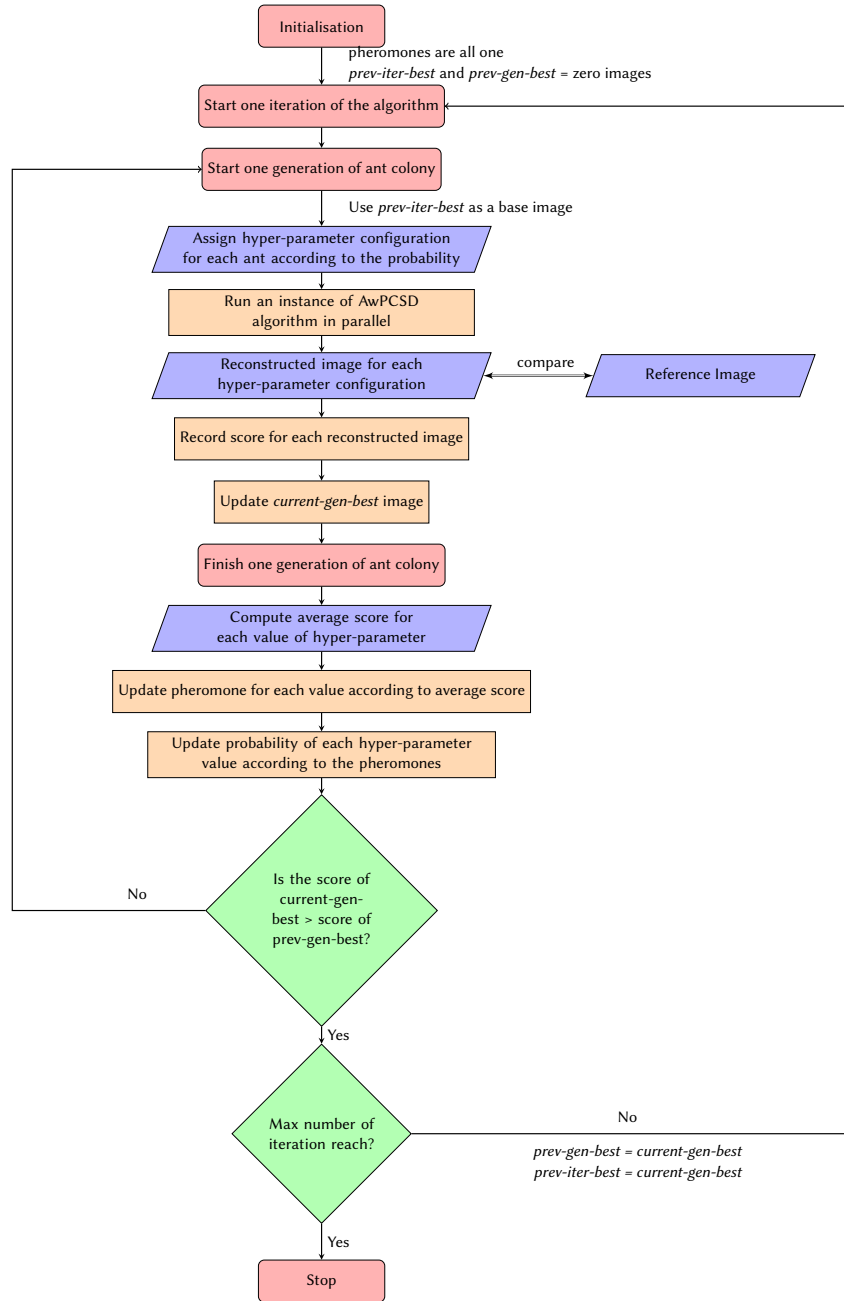 Initialisation
pheromones are all one
prev-iter-best and prev-gen-best = zero images
Start one iteration of the algorithm
Start one generation of ant colony
Use prev-iter-best as a base image
Assign hyper-parameter configuration
for each ant according to the probability
Run an instance of AwPCSD
algorithm in parallel
Reconstructed image for each
hyper-parameter configuration
compare
Reference Image
Record score for each reconstructed image
Update current-gen-best image
Finish one generation of ant colony
Compute average score for
each value of hyper-parameter
Update pheromone for each value according to average score
Update probability of each hyper-parameter
value according to the pheromones
Is the score of
current-gen-
best > score of
prev-gen-best?
No
Yes
Max number of
iteration reach?
No
prev-gen-best = current-gen-best
prev-iter-best = current-gen-best
Yes
Stop